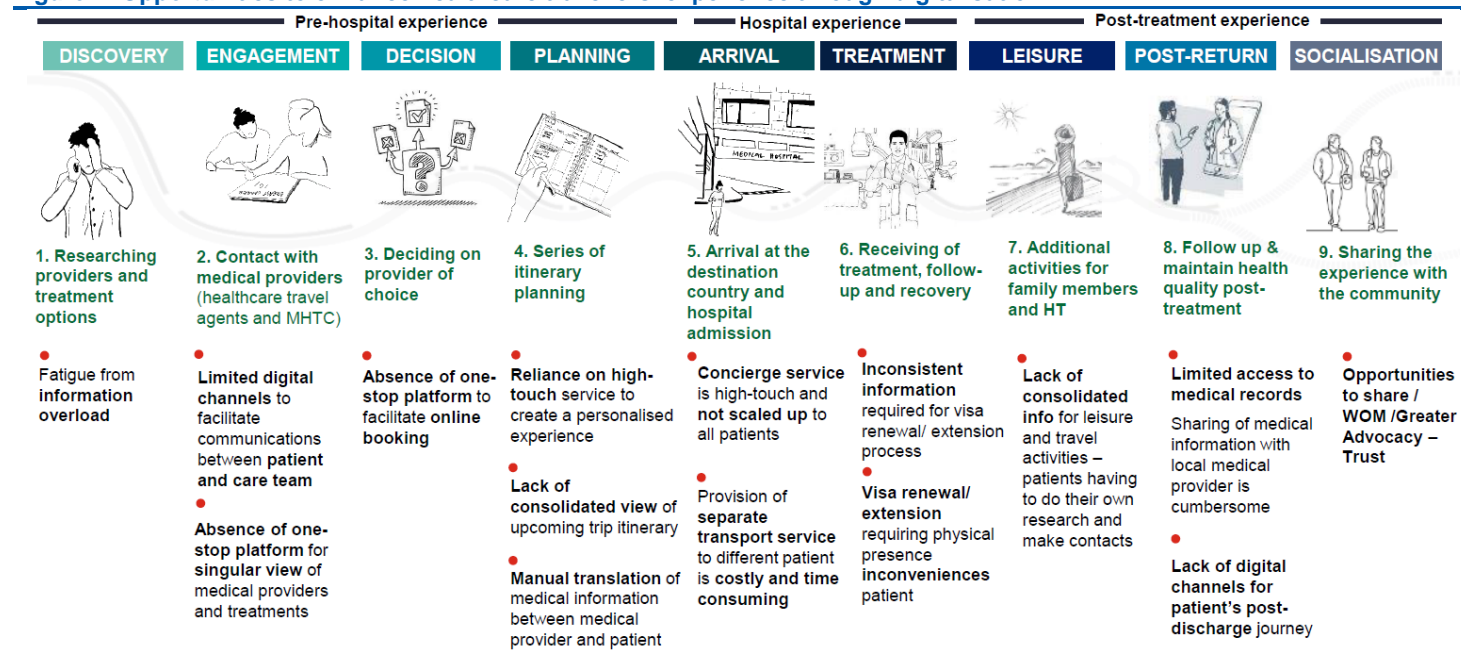 Pre-hospital experience
Hospital experience
Post-treatment experience
DISCOVERY
ENGAGEMENT
DECISION
PLANNING
ARRIVAL
TREATMENT
LEISURE
POST-RETURN
SOCIALISATION
MEDICAL HOSPITAL
1. Researching
providers and
treatment
options
2. Contact with
medical providers
(healthcare travel
agents and MHTC)
3. Deciding on
provider of
choice
4. Series of
itinerary
planning
5. Arrival at the
destination
country and
hospital
admission
6. Receiving of
treatment, follow-
up and recovery
7. Additional
activities for
family members
and HT
8. Follow up &
maintain health
quality post-
treatment
9. Sharing the
experience with
the community
Fatigue from
information
overload
Limited digital
channels to
facilitate
communications
between patient
and care team
Absence of one-
stop platform for
singular view of
medical providers
and treatments
Absence of one-
stop platform to
facilitate online
booking
Reliance on high-
touch service to
create a personalised
experience
Lack of
consolidated view of
upcoming trip itinerary
Manual translation of
medical information
between medical
provider and patient
Concierge service
is high-touch and
not scaled up to
all patients
Provision of
separate
transport service
to different patient
is costly and time
consuming
Inconsistent
information
required for visa
renewal/ extension
process
Visa renewal/
extension
requiring physical
presence
inconveniences
patient
Lack of
consolidated
info for leisure
and travel
activities –
patients having
to do their own
research and
make contacts
Limited access to
medical records
Sharing of medical
information with
local medical
provider is
cumbersome
Lack of digital
channels for
patient's post-
discharge journey
Opportunities
to share /
WOM /Greater
Advocacy –
Trust